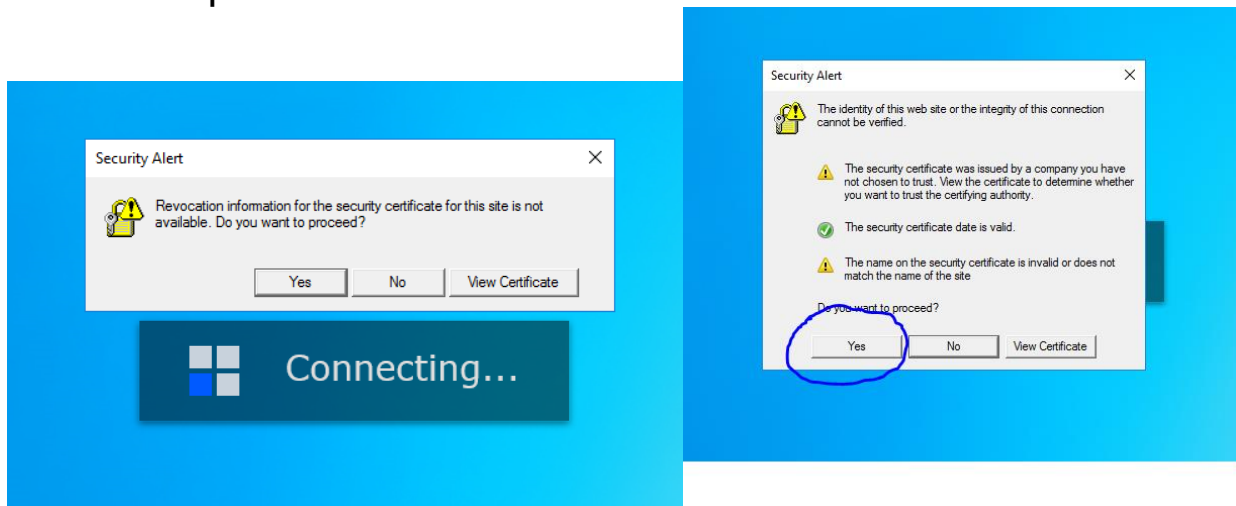 Security Alert
Revocation information for the security certificate for this site is not
available. Do you want to proceed?
Yes No View Certificate
Connecting...
Security Alert
The identity of this web site or the integrity of this connection
cannot be verified.
The security certificate was issued by a company you have
not chosen to trust. View the certificate to determine whether
you want to trust the certifying authority.
The security certificate date is valid.
The name on the security certificate is invalid or does not
match the name of the site
Do you want to proceed?
Yes No View Certificate